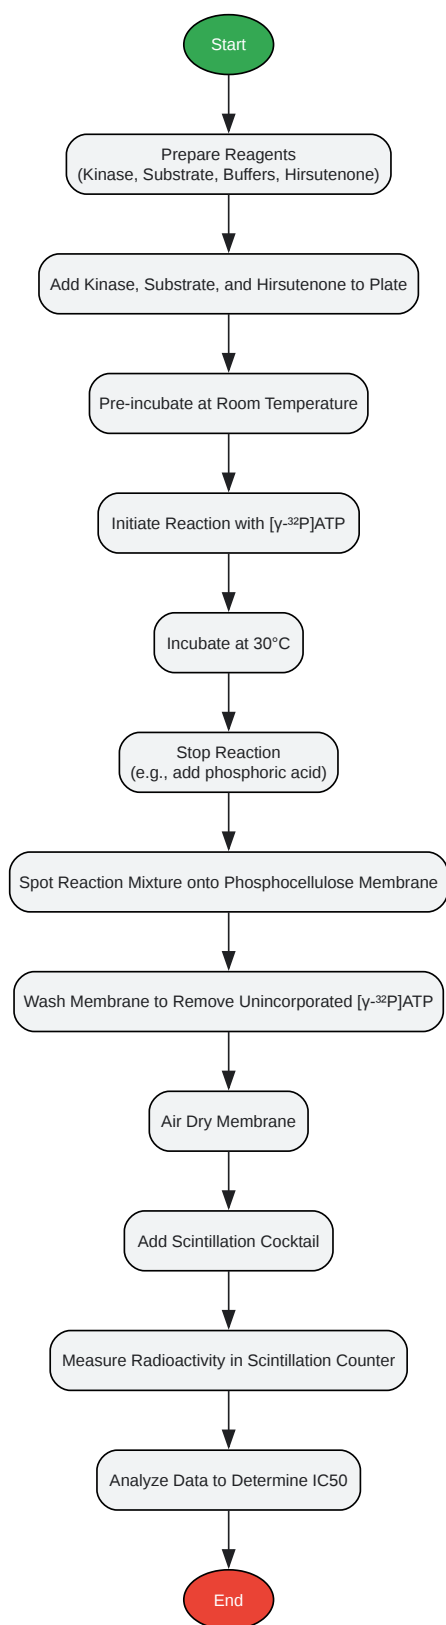 Start
Prepare Reagents
(Kinase, Substrate, Buffers, Hirsutenone)
Add Kinase, Substrate, and Hirsutenone to Plate
Pre-incubate at Room Temperature
Initiate Reaction with [γ-³²P]ATP
Incubate at 30°C
Stop Reaction
(e.g., add phosphoric acid)
Spot Reaction Mixture onto Phosphocellulose Membrane
Wash Membrane to Remove Unincorporated [γ-³²P]ATP
Air Dry Membrane
Add Scintillation Cocktail
Measure Radioactivity in Scintillation Counter
Analyze Data to Determine IC50
End